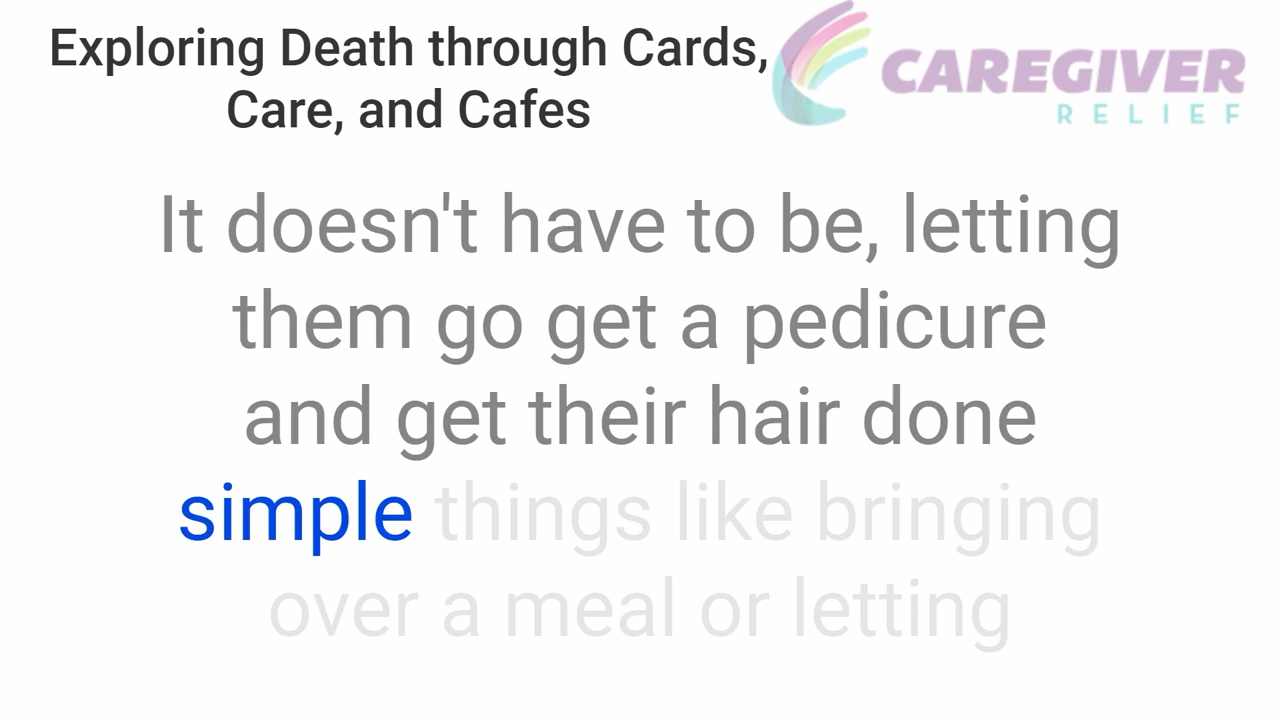 Exploring Death through Cards,
Care, and Cafes
CAREGIVER
RELIEF
It doesn't have to be, letting
them go get a pedicure
and get their hair done
simple things like bringing
over a meal or letting